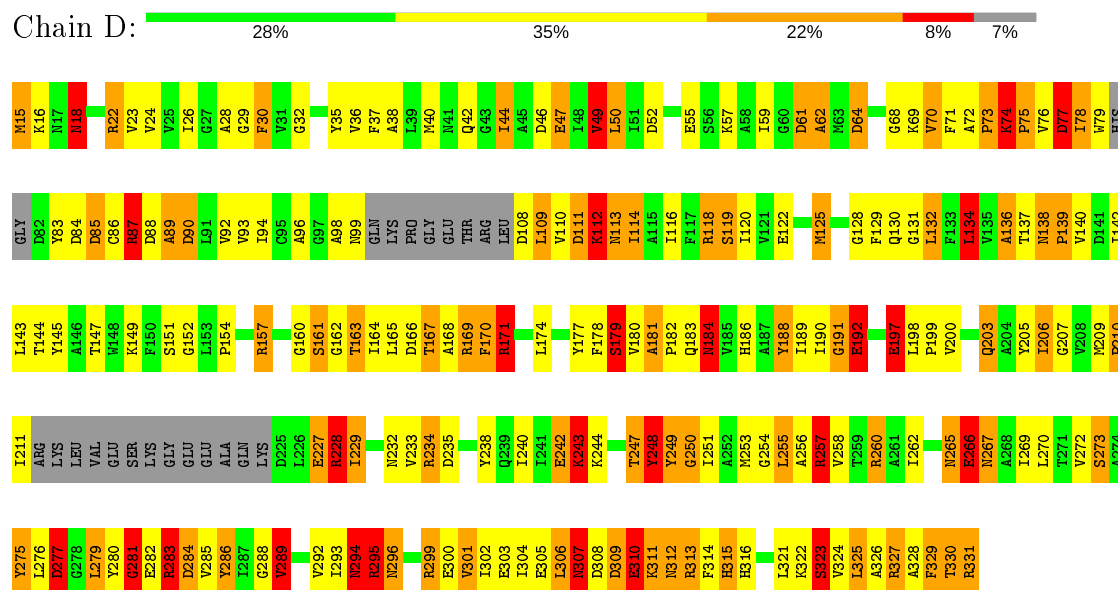 Chain D: 28% 35% 22% 8% 7%
M15 K16 N17 N18 R22 V23 V24 V25 I26 G27 A28 G29 F30 V31 G32 Y35 V36 F37 A38 L39 M40 N41 Q42 G43 I44 A45 D46 E47 I48 V49 L50 I51 D52 E55 S56 K57 A58 I59 G60 D61 A62 M63 D64 G68 K69 V70 F71 A72 P73 K74 P75 V76 D77 I78 W79 HIS
GLY D82 Y83 D84 D85 C86 R87 D88 A89 D90 L91 V92 V93 I94 C95 A96 G97 A98 N99 GLN LYS PRO GLY GLU THR ARG LEU D108 L109 V110 D111 K112 N113 I114 A115 I116 F117 R118 S119 I120 V121 E122 M125 G128 F129 Q130 G131 L132 F133 L134 V135 A136 T137 N138 P139 V140 D141 I142
L143 T144 Y145 A146 T147 W148 K149 F150 S151 G152 L153 P154 R157 G160 S161 G162 T163 I164 L165 D166 T167 A168 R169 F170 R171 L174 Y177 F178 S179 V180 A181 P182 Q183 N184 V185 H186 A187 Y188 I189 I190 G191 E192 E197 L198 P199 V200 Q203 A204 Y205 I206 G207 V208 M209 P210
I211 ARG LYS LEU VAL GLU SER LYS GLY GLU GLU ALA GLN LYS D225 L226 E227 R228 I229 N232 V233 R234 D235 Y238 Q239 I240 I241 E242 K243 K244 T247 Y248 Y249 G250 I251 A252 M253 G254 L255 A256 R257 V258 T259 R260 A261 I262 N265 E266 N267 A268 I269 L270 T271 V272 S273 A274
Y275 L276 D277 G278 L279 Y280 G281 E282 R283 D284 V285 Y286 I287 G288 V289 V292 I293 N294 R295 N296 R299 E300 V301 I302 E303 I304 E305 L306 N307 D308 D309 E310 K311 K312 R313 F314 H315 H316 L321 K322 S323 V324 L325 A326 R327 A328 F329 T330 R331